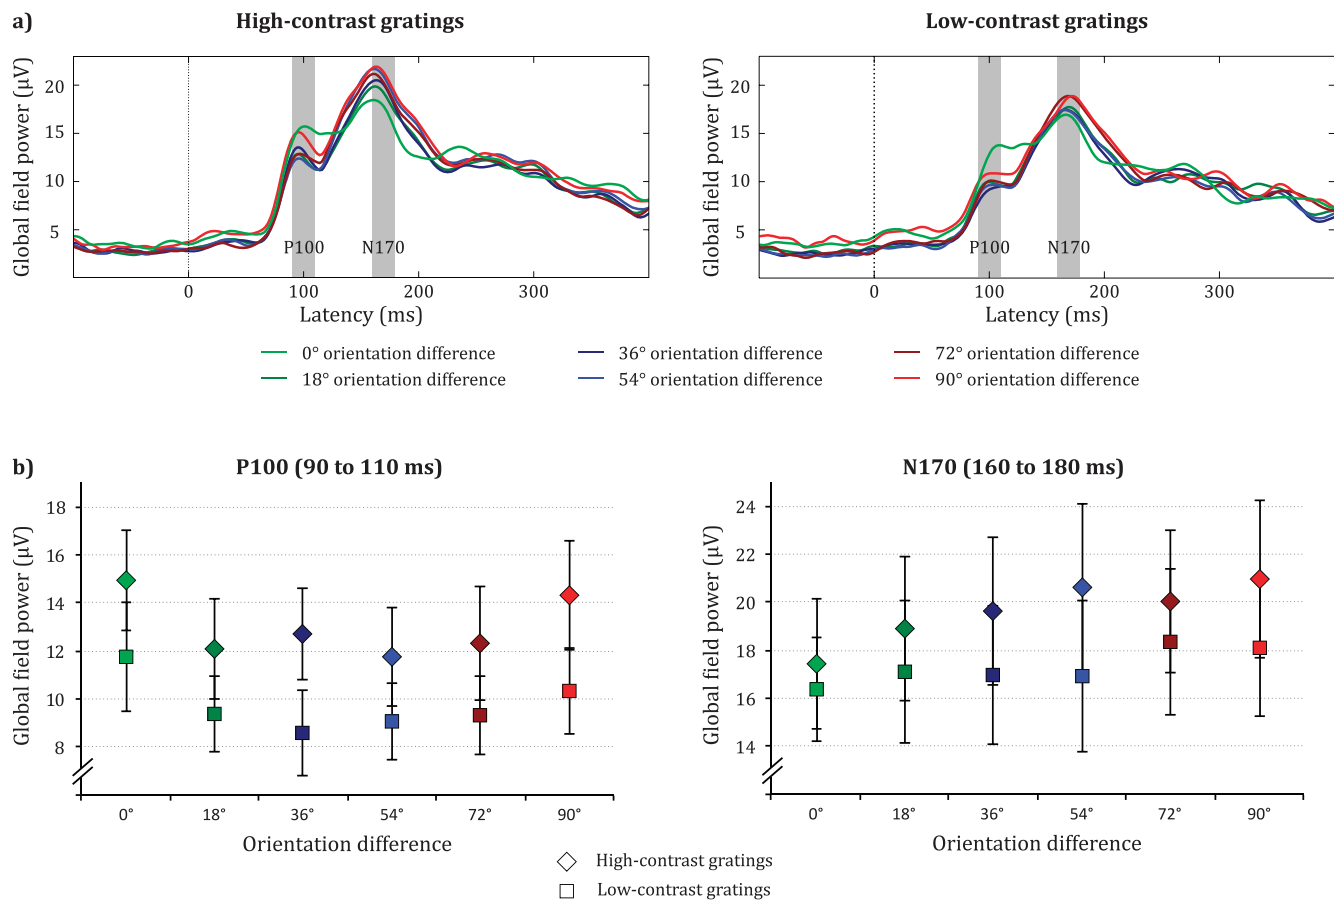 a)
High-contrast gratings
Low-contrast gratings
Global field power (µV)
20
15
10
5
P100
N170
0
100
200
300
Latency (ms)
Global field power (µV)
20
15
10
5
P100
N170
0
100
200
300
Latency (ms)
0° orientation difference
36° orientation difference
72° orientation difference
18° orientation difference
54° orientation difference
90° orientation difference
b)
P100 (90 to 110 ms)
N170 (160 to 180 ms)
Global field power (µV)
18
16
14
12
10
8
0°
18°
36°
54°
72°
90°
Orientation difference
Global field power (µV)
24
22
20
18
16
14
0°
18°
36°
54°
72°
90°
Orientation difference
High-contrast gratings
Low-contrast gratings